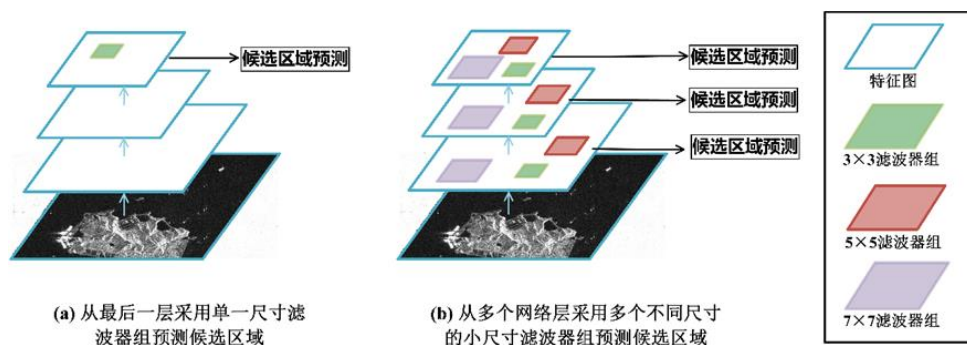 候选区域预测
候选区域预测
候选区域预测
候选区域预测
特征图
3×3滤波器组
5×5滤波器组
7×7滤波器组
(a) 从最后一层采用单一尺寸滤
波器组预测候选区域
(b) 从多个网络层采用多个不同尺寸
的小尺寸滤波器组预测候选区域